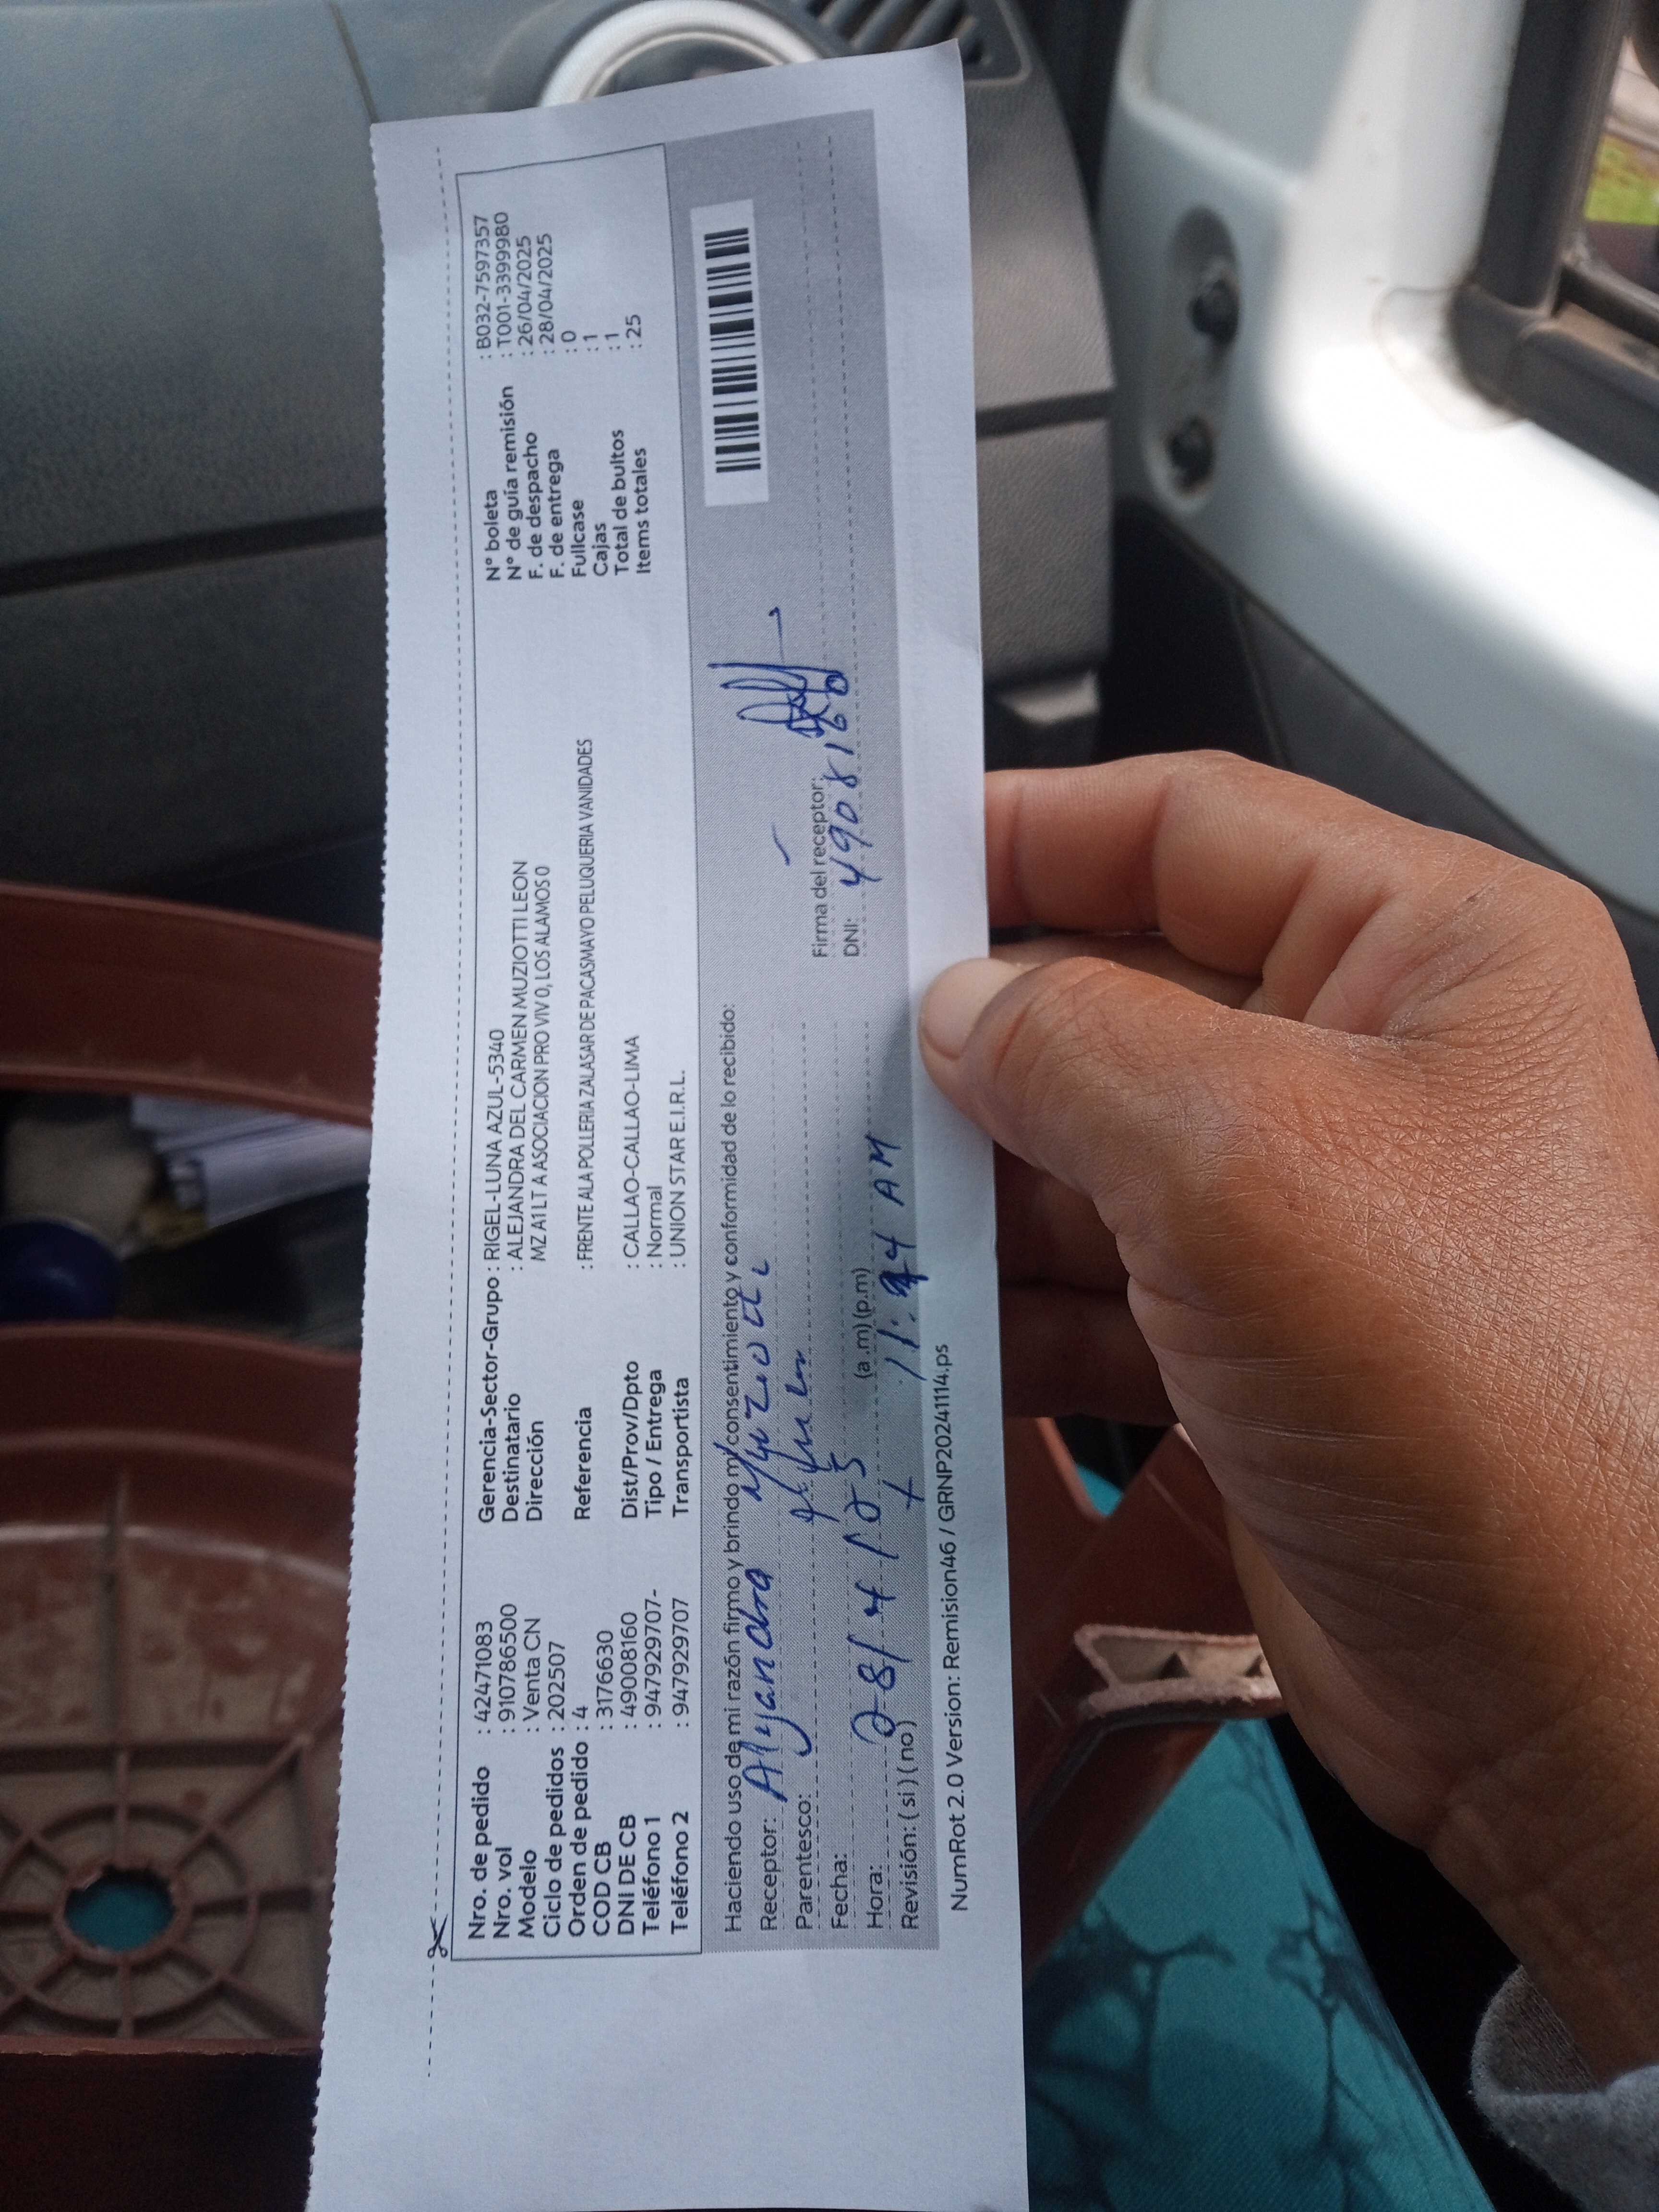 Nro. de pedido : 42471083
Nro. vol : 910786500
Modelo : Venta CN
Ciclo de pedidos : 202507
Orden de pedido : 4
COD CB : 3176630
DNI DE CB : 49008160
Teléfono 1 : 947929707-
Teléfono 2 : 947929707
Gerencia-Sector-Grupo : RIGEL-LUNA AZUL-5340
Destinatario : ALEJANDRA DEL CARMEN MUZIOTTI LEON
Dirección MZ A1 LT A ASOCIACION PRO VIV 0, LOS ALAMOS 0
Referencia : FRENTE A LA POLLERIA ZALASAR DE PACASMAYO PELUQUERIA VANIDADES
Dist/Prov/Dpto : CALLAO-CALLAO-LIMA
Tipo / Entrega : Normal
Transportista : UNION STAR E.I.R.L.
N° boleta : B032-7597357
N° de guía remisión : T001-3399980
F. de despacho : 26/04/2025
F. de entrega : 28/04/2025
Fullcase : 0
Cajas : 1
Total de bultos : 1
Items totales : 25
Haciendo uso de mi razón firmo y brindo mi consentimiento y conformidad de lo recibido:
Receptor:
Parentesco:
Firma del receptor:
Fecha: 28/4/25
DNI: 49081660
Hora: (a.m) (p.m) AM
Revisión: ( si ) ( no )
NumRot 2.0 Version: Remision46 / GRNP20241114.ps